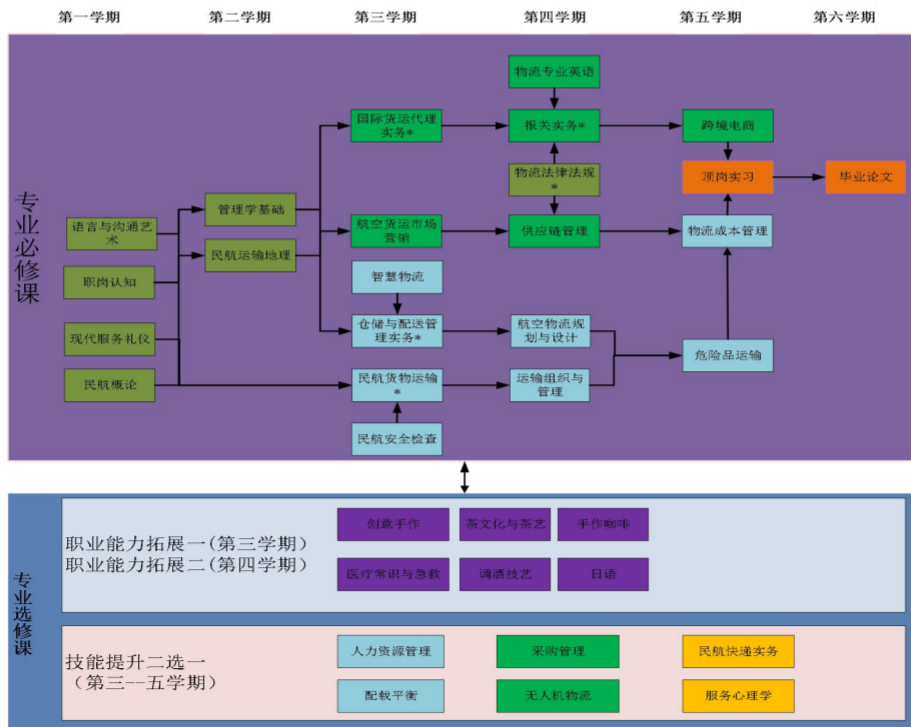 第一学期 第二学期 第三学期 第四学期 第五学期 第六学期
专业必修课
物流专业英语
国际货运代理
实务*
报关实务*
跨境电商
物流法律法规
*
顶岗实习
毕业论文
管理学基础
语言与沟通艺
术
航空货运市场
营销
供应链管理
物流成本管理
民航运输地理
职岗认知
智慧物流
现代服务礼仪
仓储与配送管
理实务*
航空物流规
划与设计
危险品运输
民航概论
民航货物运输
*
运输组织与
管理
民航安全检查
专业选修课
职业能力拓展一(第三学期)
职业能力拓展二(第四学期)
创意手作 茶文化与茶艺 手作咖啡
医疗常识与急救 调酒技艺 日语
技能提升二选一
（第三--五学期）
人力资源管理 采购管理 民航快递实务
配载平衡 无人机物流 服务心理学